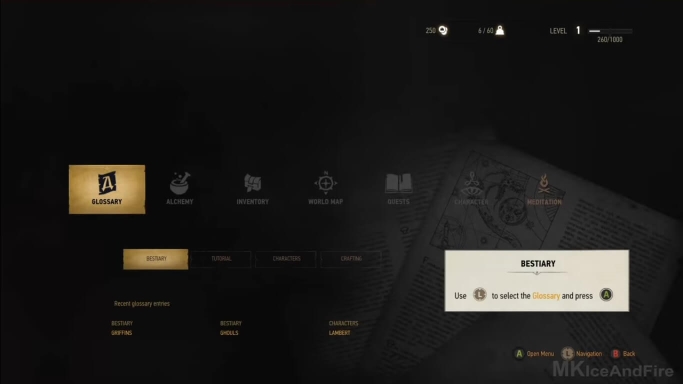 250
6 / 60
LEVEL 1
260/1000
GLOSSARY
ALCHEMY
INVENTORY
WORLD MAP
QUESTS
CHARACTER
MEDITATION
BESTIARY
TUTORIAL
CHARACTERS
CRAFTING
BESTIARY
Use L to select the Glossary and press A
Recent glossary entries
BESTIARY
GRIFFINS
BESTIARY
GHOULS
CHARACTERS
LAMBERT
A Open Menu L Navigation B Back
MKIceAndFire